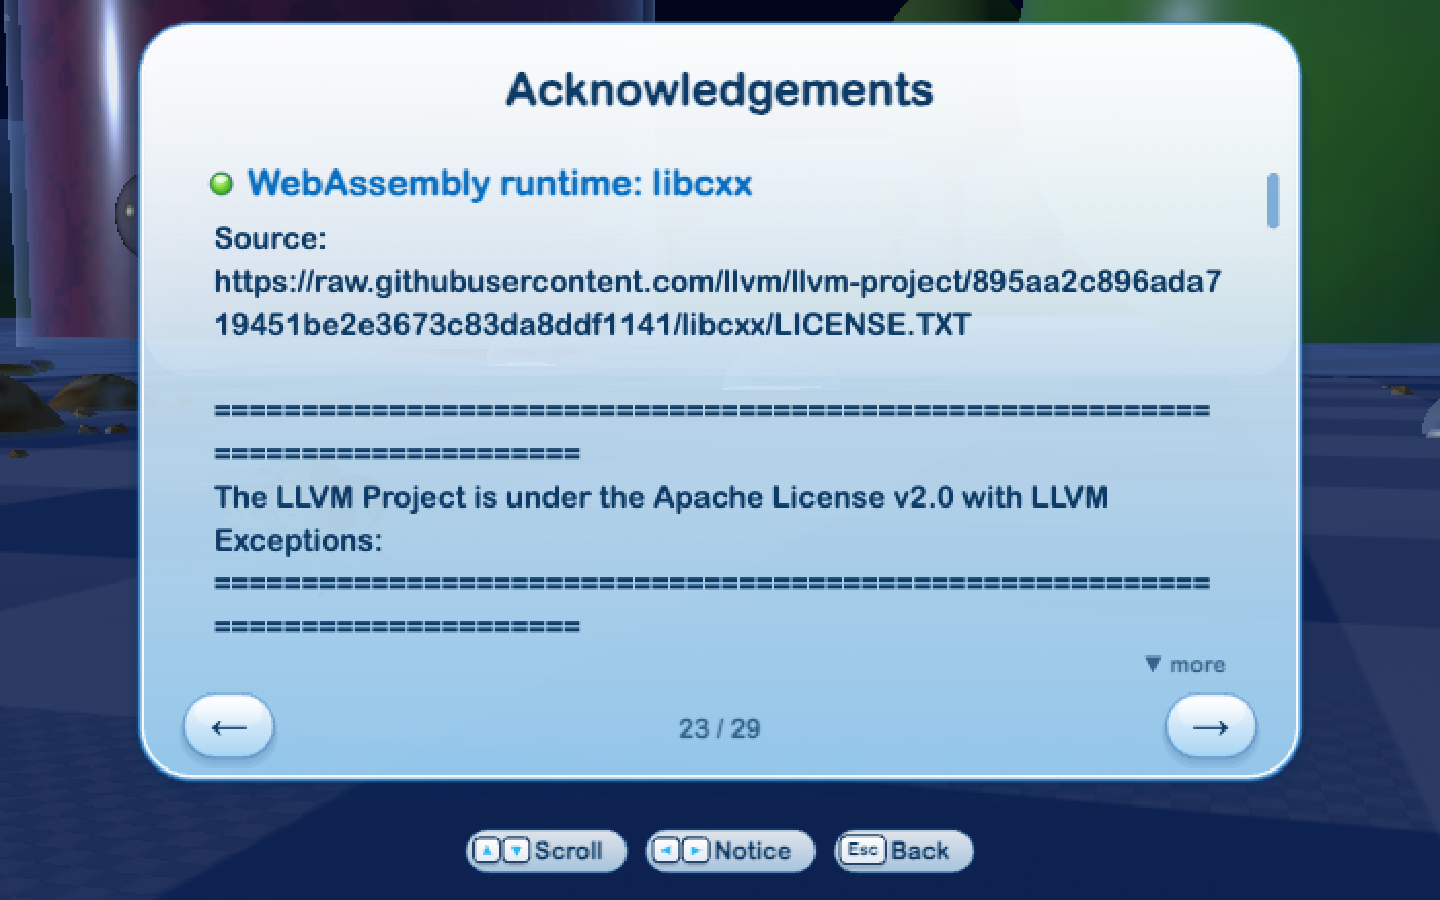 Acknowledgements
WebAssembly runtime: libcxx
Source:
https://raw.githubusercontent.com/llvm/llvm-project/895aa2c896ada7
19451be2e3673c83da8ddf1141/libcxx/LICENSE.TXT
=========================================================
=====================
The LLVM Project is under the Apache License v2.0 with LLVM
Exceptions:
=========================================================
=====================
▼ more
← 23 / 29 →
▲ ▼ Scroll ◄ ► Notice Esc Back